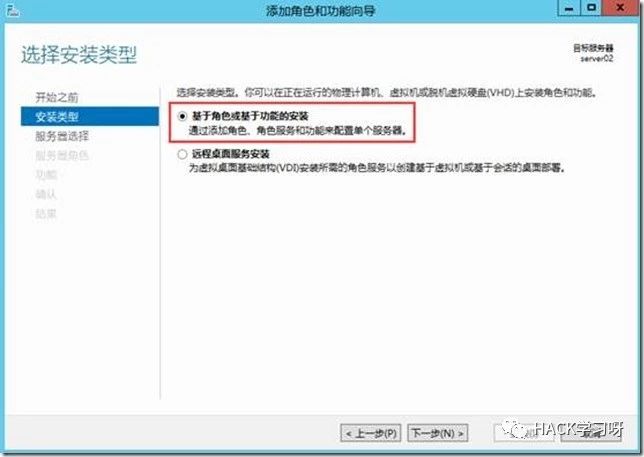 添加角色和功能向导
选择安装类型
目标服务器
server02
开始之前
安装类型
服务器选择
服务器角色
功能
确认
结果
选择安装类型。你可以在正在运行的物理计算机、虚拟机或脱机虚拟硬盘(VHD)上安装角色和功能。
基于角色或基于功能的安装
通过添加角色、角色服务和功能来配置单个服务器。
远程桌面服务安装
为虚拟桌面基础结构(VDI)安装所需的角色服务以创建基于虚拟机或基于会话的桌面部署。
< 上一步(P)
下一步(N) >
HACK学习呀